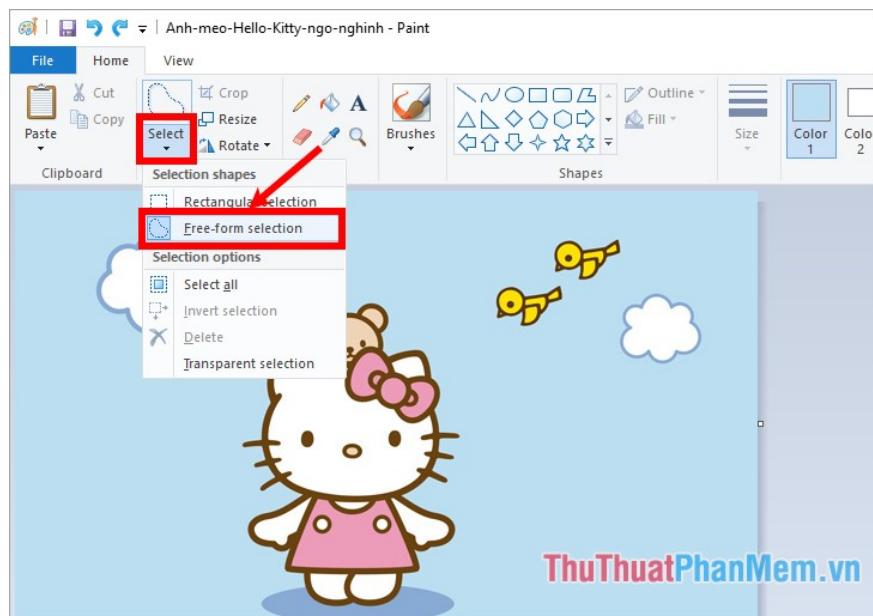 Anh-meo-Hello-Kitty-ngo-nghinh - Paint
File Home View
Paste
Cut
Copy
Clipboard
Select
Crop
Resize
Rotate
A
Brushes
Outline
Fill
Shapes
Size
Color
1
Colo
2
Selection shapes
Rectangular selection
Free-form selection
Selection options
Select all
Invert selection
Delete
Transparent selection
ThuThuatPhanMem.vn